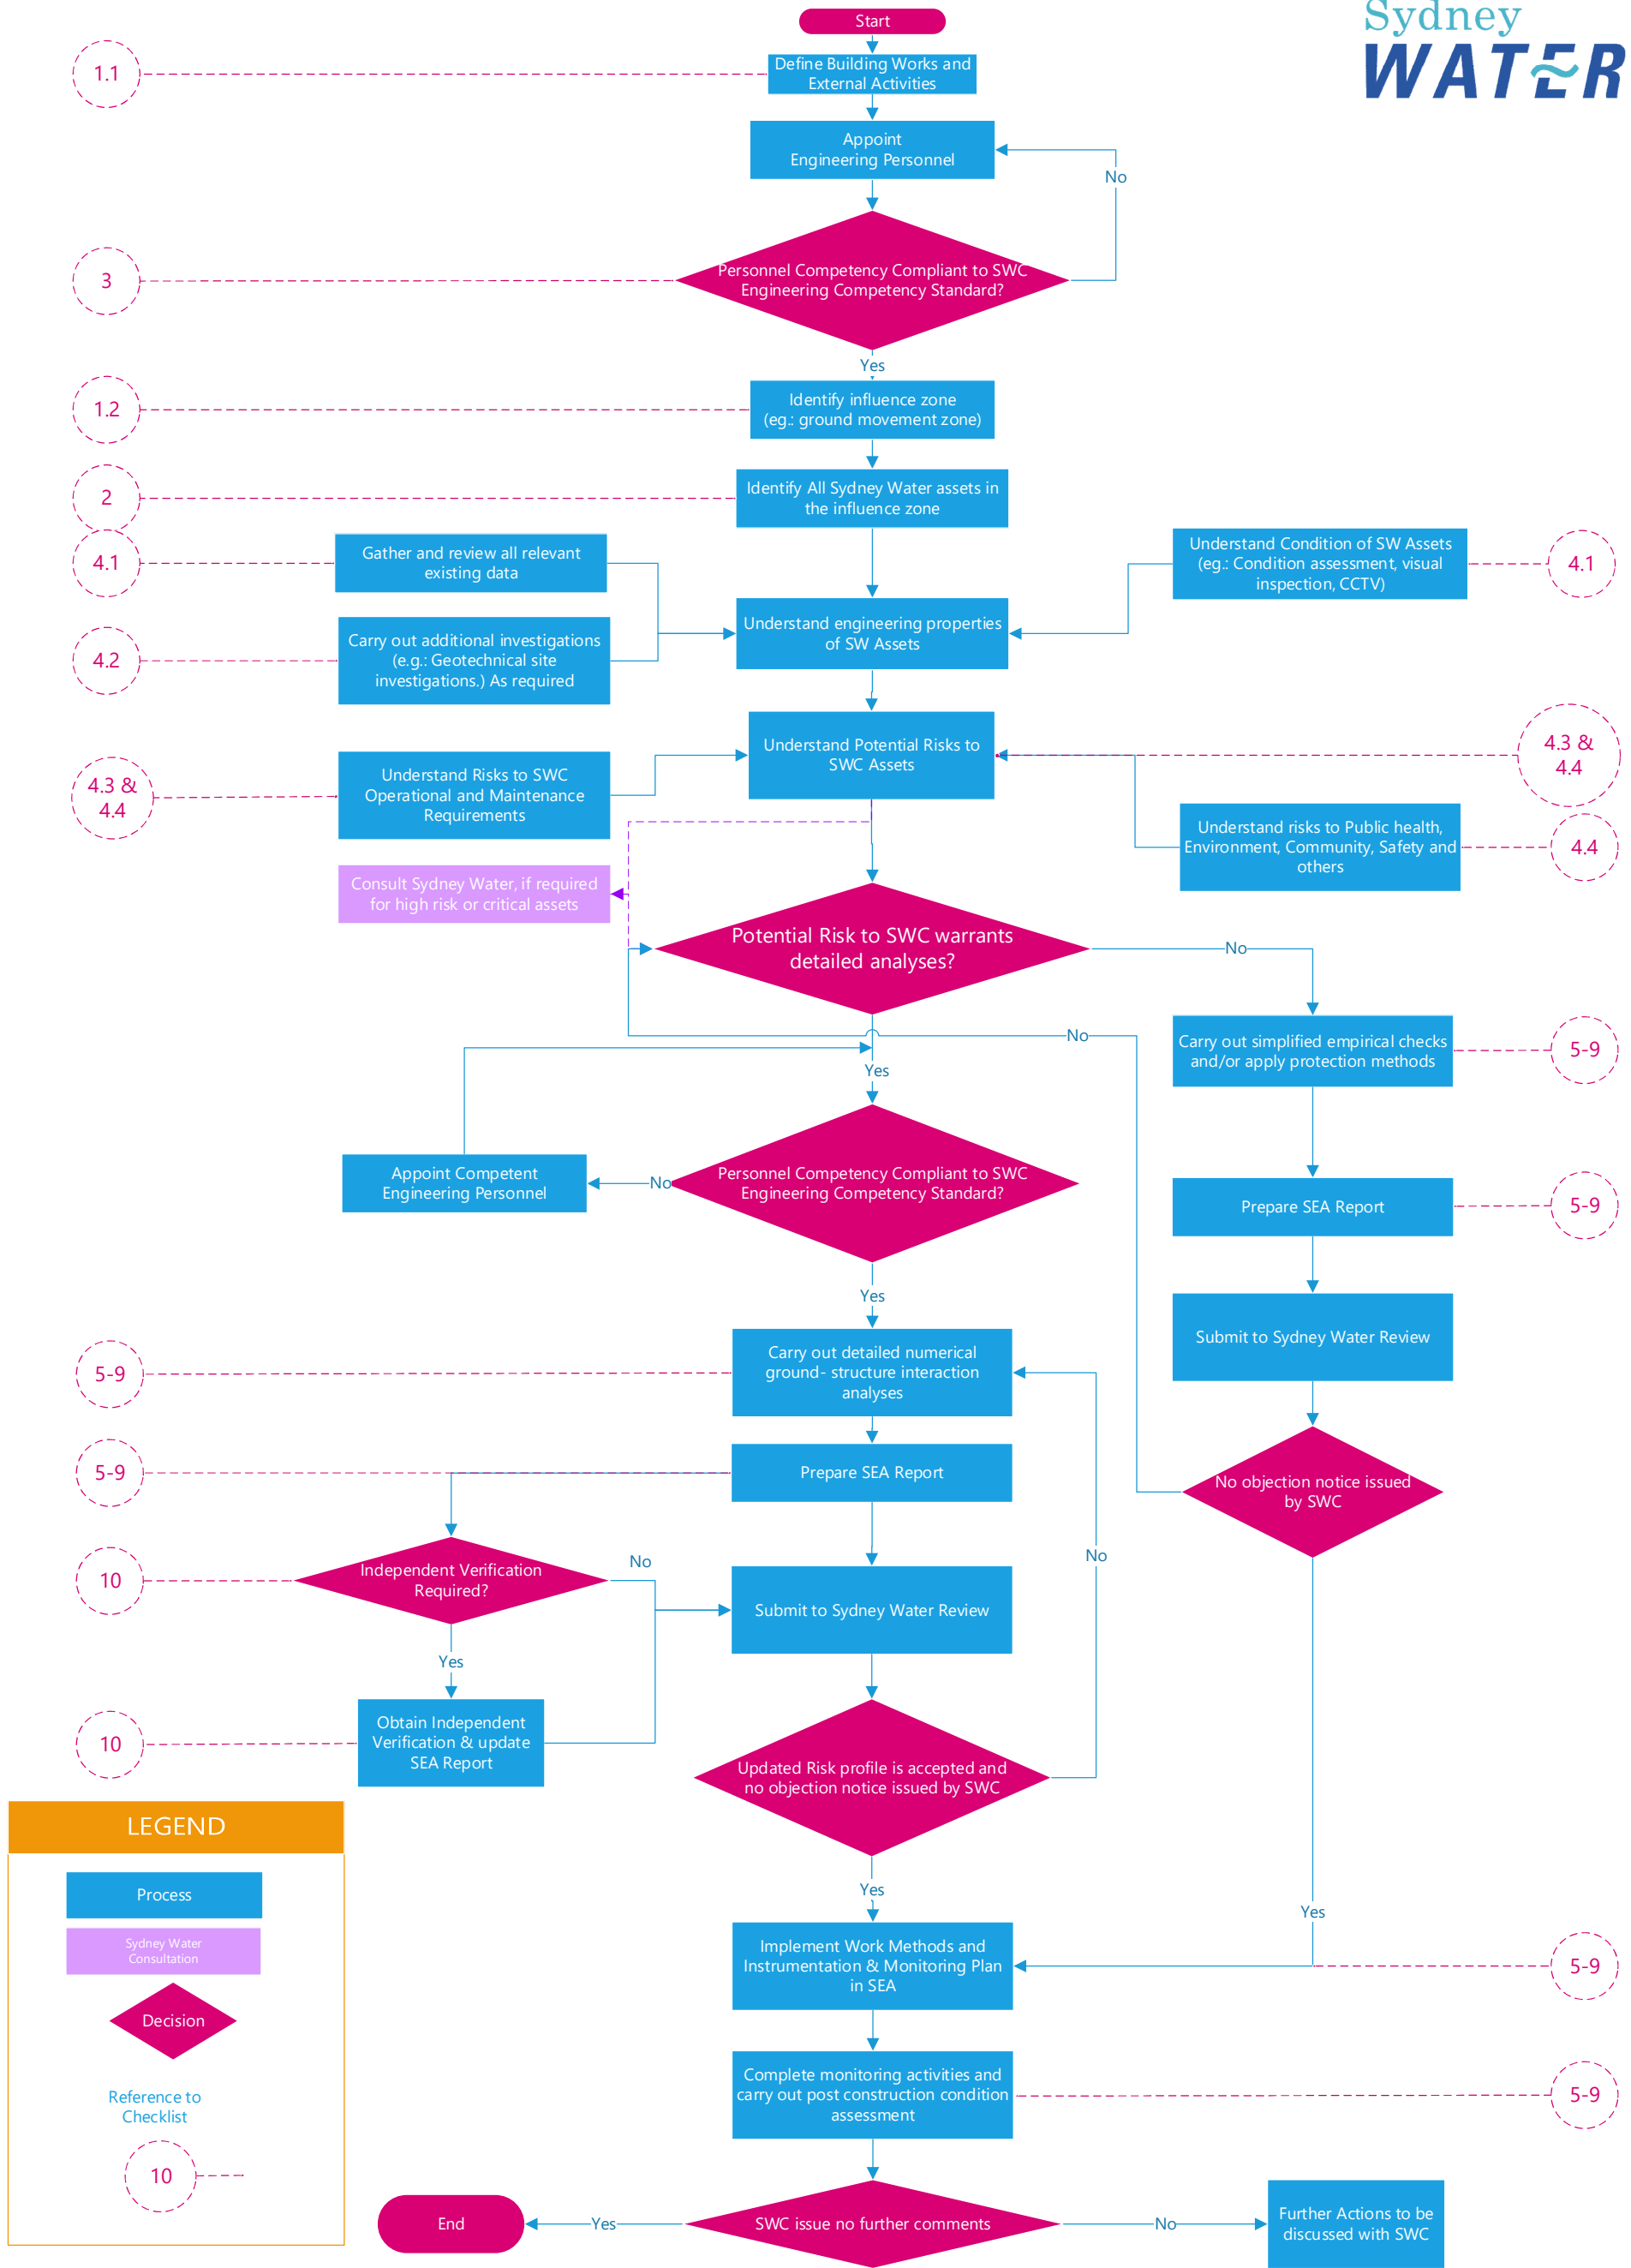 Sydney
WATER
Start
1.1
Define Building Works and
External Activities
Appoint
Engineering Personnel
No
3
Personnel Competency Compliant to SWC
Engineering Competency Standard?
Yes
1.2
Identify influence zone
(eg.: ground movement zone)
2
Identify All Sydney Water assets in
the influence zone
4.1
Gather and review all relevant
existing data
Understand Condition of SW Assets
(eg.: Condition assessment, visual
inspection, CCTV)
4.1
4.2
Carry out additional investigations
(e.g.: Geotechnical site
investigations.) As required
Understand engineering properties
of SW Assets
4.3 &
4.4
Understand Risks to SWC
Operational and Maintenance
Requirements
Understand Potential Risks to
SWC Assets
4.3 &
4.4
Understand risks to Public health,
Environment, Community, Safety and
others
4.4
Consult Sydney Water, if required
for high risk or critical assets
Potential Risk to SWC warrants
detailed analyses?
No
No
Yes
Carry out simplified empirical checks
and/or apply protection methods
5-9
Appoint Competent
Engineering Personnel
No
Personnel Competency Compliant to SWC
Engineering Competency Standard?
Prepare SEA Report
5-9
Yes
Submit to Sydney Water Review
5-9
Carry out detailed numerical
ground- structure interaction
analyses
5-9
Prepare SEA Report
No objection notice issued
by SWC
10
Independent Verification
Required?
No
Submit to Sydney Water Review
No
Yes
10
Obtain Independent
Verification & update
SEA Report
Updated Risk profile is accepted and
no objection notice issued by SWC
Yes
Yes
Implement Work Methods and
Instrumentation & Monitoring Plan
in SEA
5-9
Complete monitoring activities and
carry out post construction condition
assessment
5-9
End
Yes
SWC issue no further comments
No
Further Actions to be
discussed with SWC
LEGEND
Process
Sydney Water
Consultation
Decision
Reference to
Checklist
10